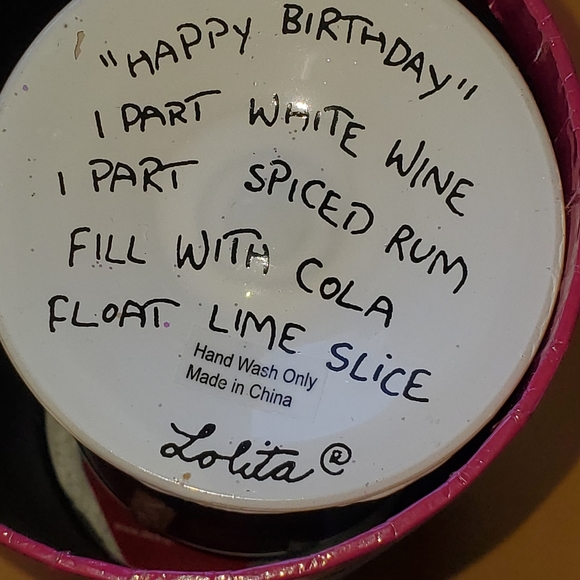 "HAPPY BIRTHDAY"
1 PART WHITE WINE
1 PART SPICED RUM
FILL WITH COLA
FLOAT LIME SLICE
Hand Wash Only
Made in China
Lolita ®